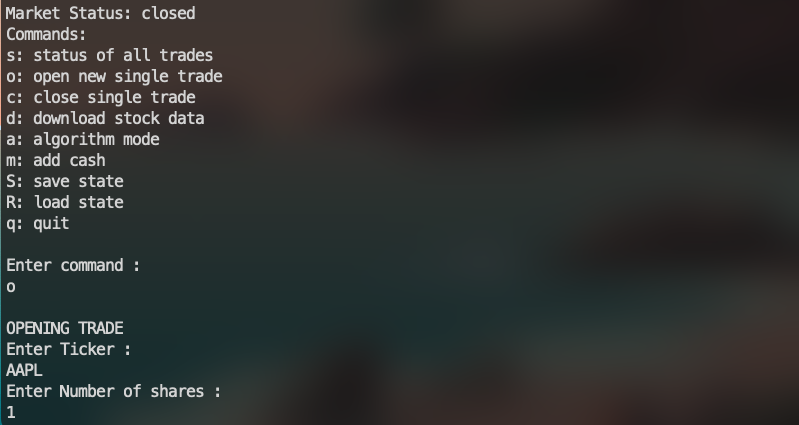 Market Status: closed
Commands:
s: status of all trades
o: open new single trade
c: close single trade
d: download stock data
a: algorithm mode
m: add cash
S: save state
R: load state
q: quit
Enter command :
o
OPENING TRADE
Enter Ticker :
AAPL
Enter Number of shares :
1